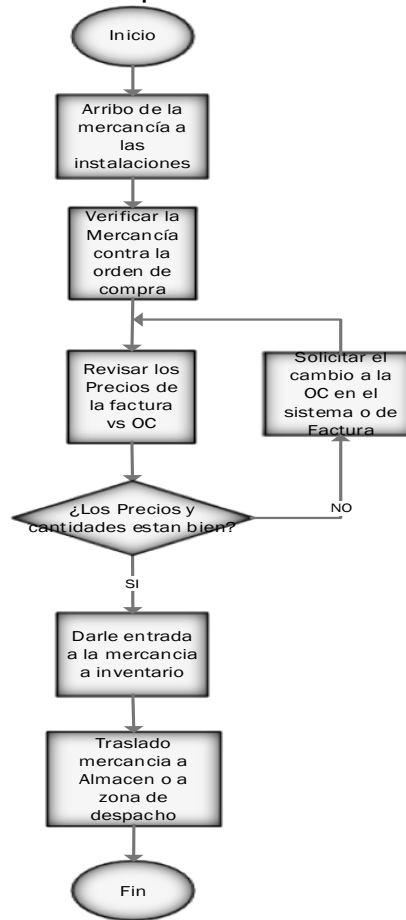 Inicio
Arribo de la
mercancía a
las
instalaciones
Verificar la
Mercancía
contra la
orden de
compra
Revisar los
Precios de
la factura
vs OC
Solicitar el
cambio a la
OC en el
sistema o de
Factura
¿Los Precios y
cantidades estan bien?
NO
SI
Darle entrada
a la mercancia
a inventario
Traslado
mercancia a
Almacen o a
zona de
despacho
Fin